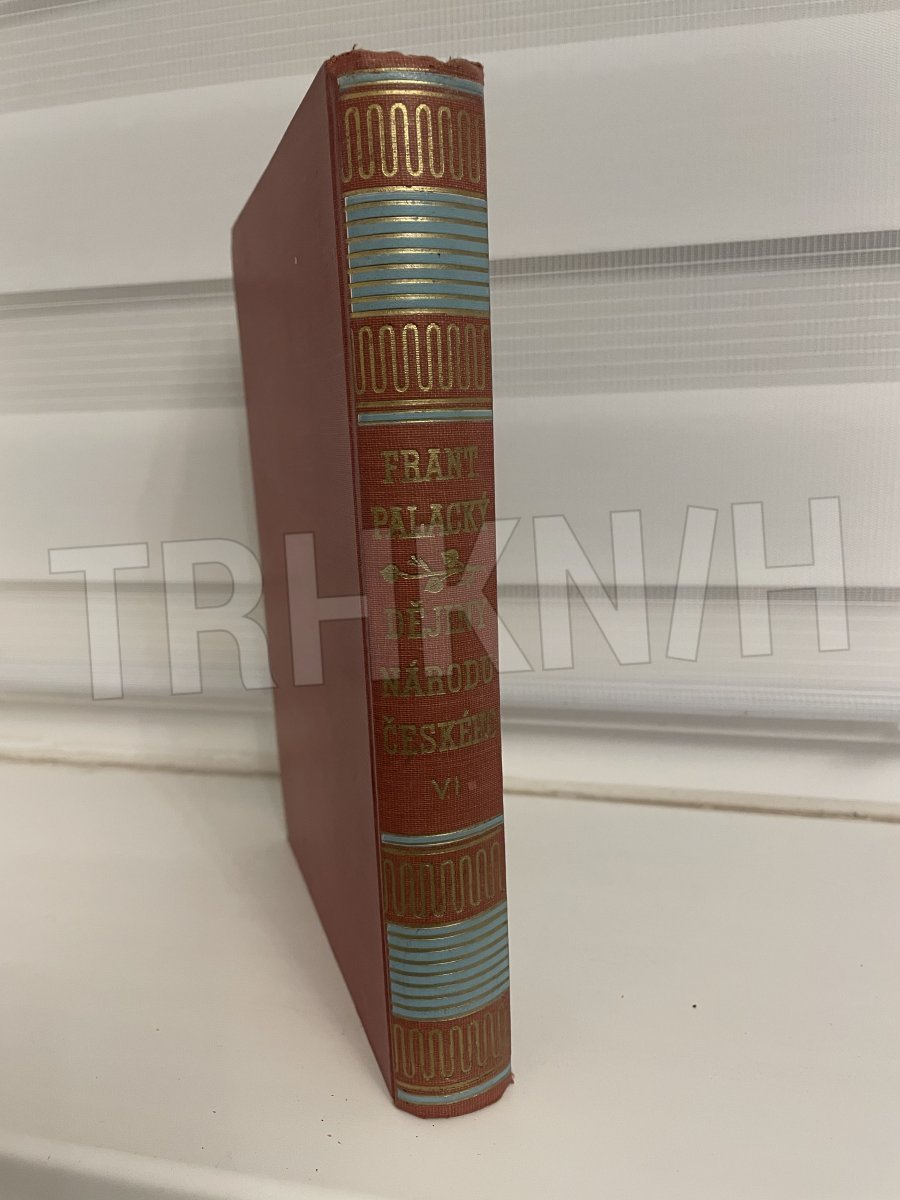 FRANT
PALACKÝ
DĚJINY
NÁRODU
ČESKÉHO
VI
TRHKNIH